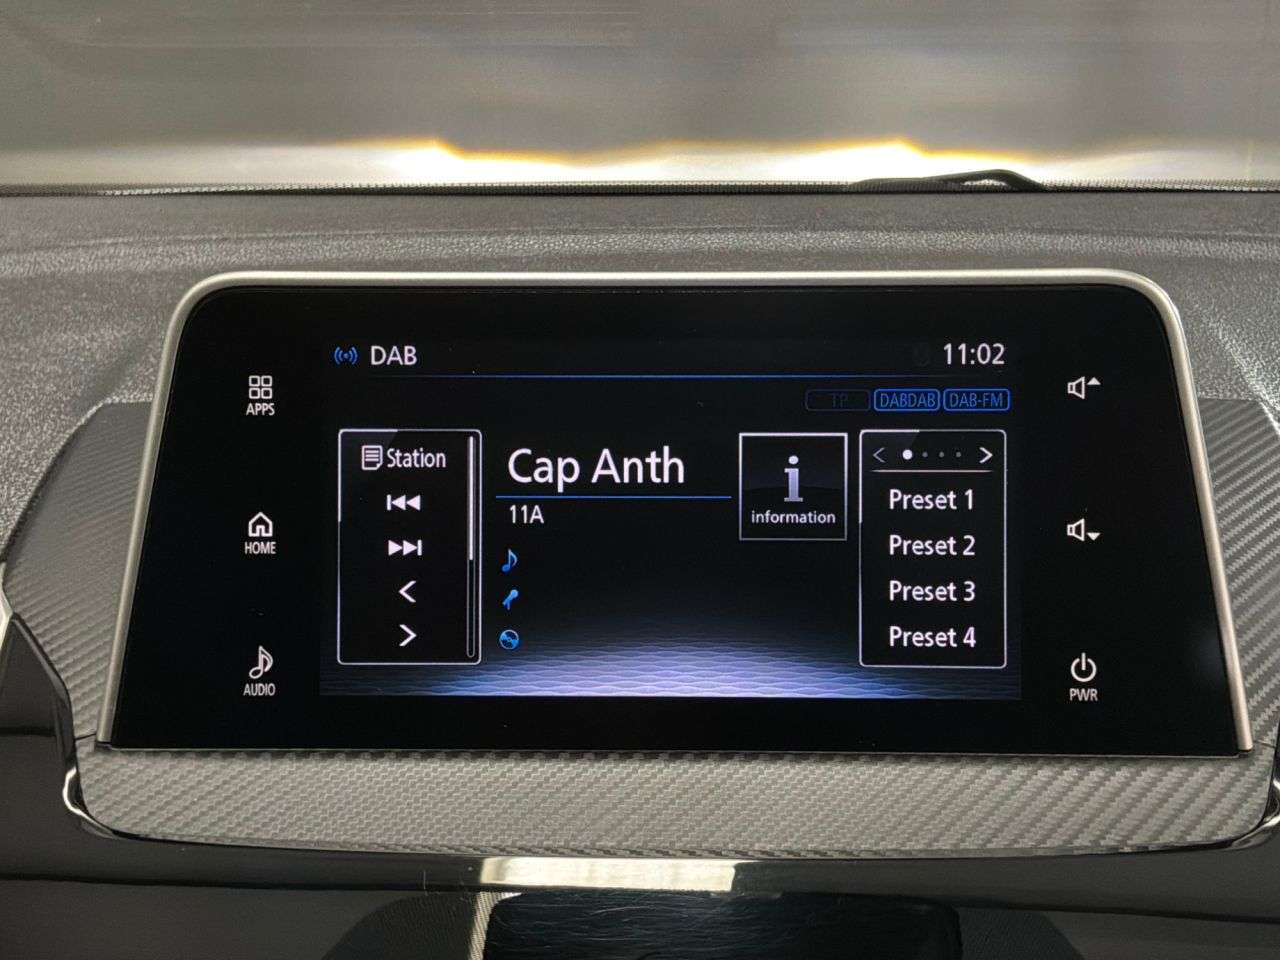 DAB
11:02
APPS
TP DABDAB DAB-FM
Station
Cap Anth
11A
i
information
Preset 1
Preset 2
Preset 3
Preset 4
HOME
AUDIO
PWR